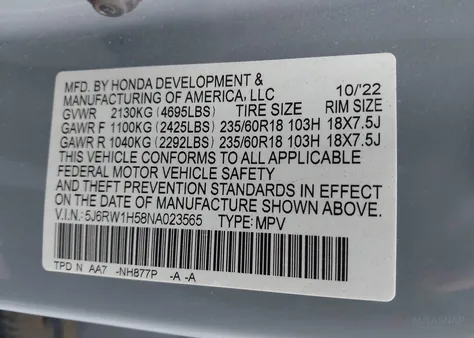 MFD. BY HONDA DEVELOPMENT &
MANUFACTURING OF AMERICA, LLC 10/22
GVWR 2130KG (4695LBS) TIRE SIZE RIM SIZE
GAWR F 1100KG (2425LBS) 235/60R18 103H 18X7.5J
GAWR R 1040KG (2292LBS) 235/60R18 103H 18X7.5J
THIS VEHICLE CONFORMS TO ALL APPLICABLE
FEDERAL MOTOR VEHICLE SAFETY
AND THEFT PREVENTION STANDARDS IN EFFECT
ON THE DATE OF MANUFACTURE SHOWN ABOVE.
V.I.N. 5J6RW1H58NA023565 TYPE: MPV
TPD N AA7 -NH877P -A -A